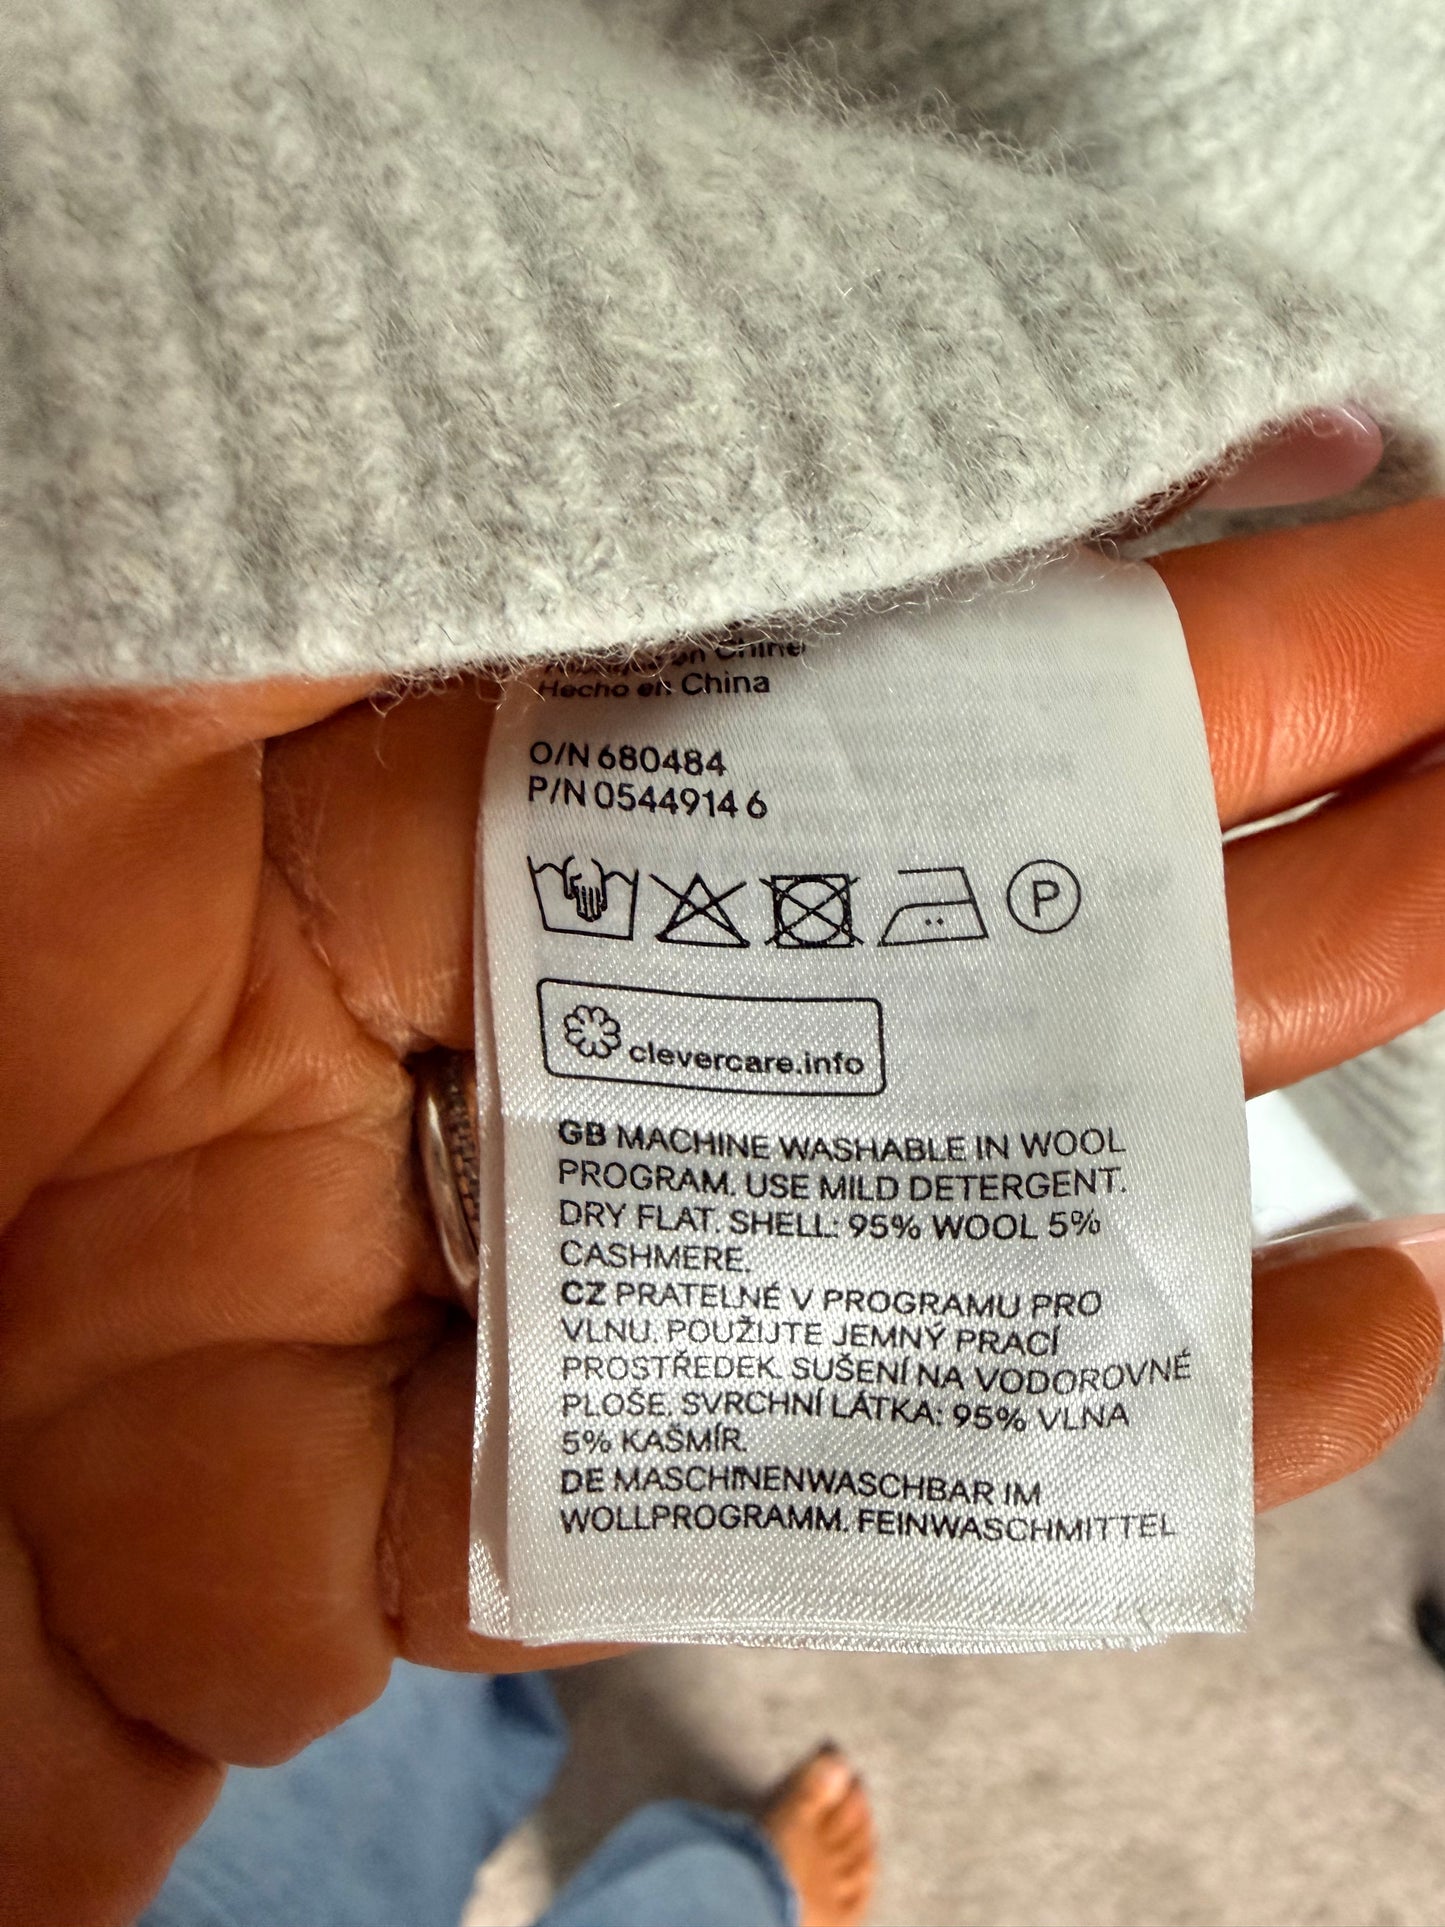 Hecho en China
O/N 680484
P/N 0544914 6
P
clevercare.info
GB MACHINE WASHABLE IN WOOL
PROGRAM. USE MILD DETERGENT.
DRY FLAT. SHELL: 95% WOOL 5%
CASHMERE.
CZ PRATELNÉ V PROGRAMU PRO
VLNU. POUŽIJTE JEMNÝ PRACÍ
PROSTŘEDEK. SUŠENÍ NA VODOROVNÉ
PLOŠE. SVRCHNÍ LÁTKA: 95% VLNA
5% KAŠMÍR.
DE MASCHINENWASCHBAR IM
WOLLPROGRAMM. FEINWASCHMITTEL